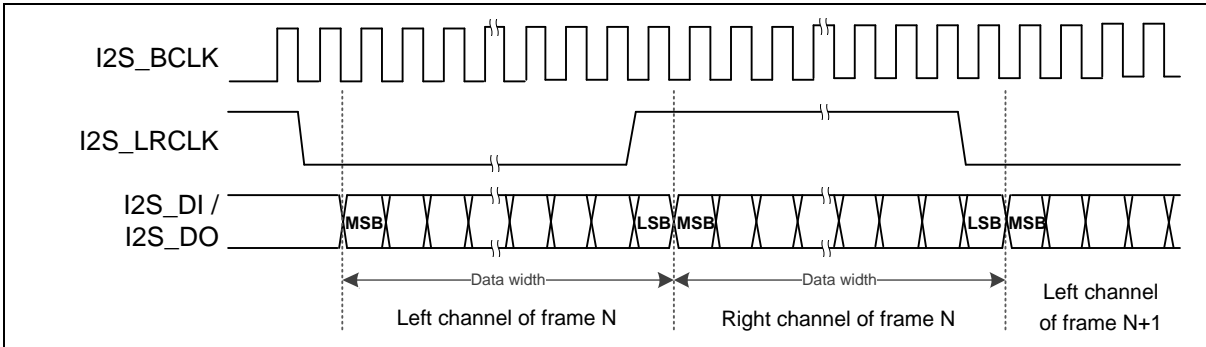 I2S_BCLK
I2S_LRCLK
I2S_DI /
I2S_DO
MSB LSB MSB LSB MSB
Data width Data width
Left channel of frame N
Right channel of frame N
Left channel
of frame N+1